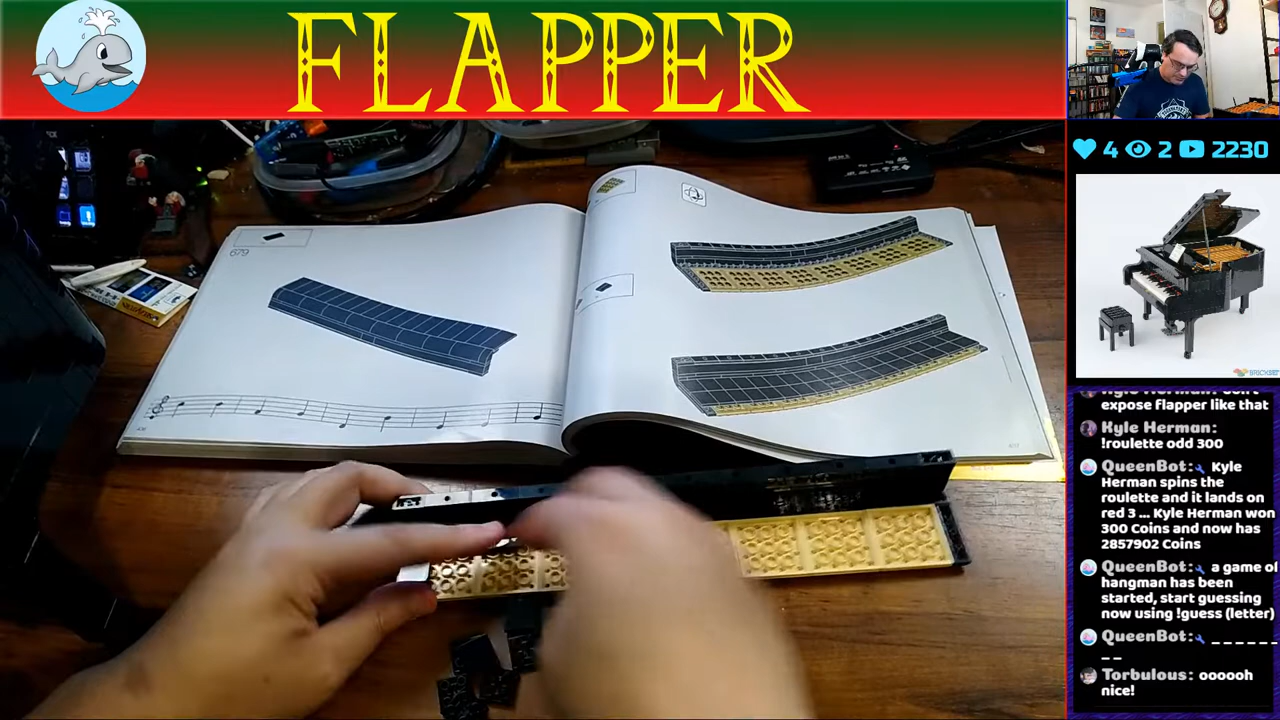 FLAPPER
4 2 2230
679
BRICKSET
expose flapper like that
Kyle Herman:
!roulette odd 300
QueenBot: Kyle
Herman spins the
roulette and it lands on
red 3 ... Kyle Herman won
300 Coins and now has
2857902 Coins
QueenBot: a game of
hangman has been
started, start guessing
now using !guess (letter)
QueenBot: _ _ _ _ _ _
_ _
Torbulous: oooooh
nice!